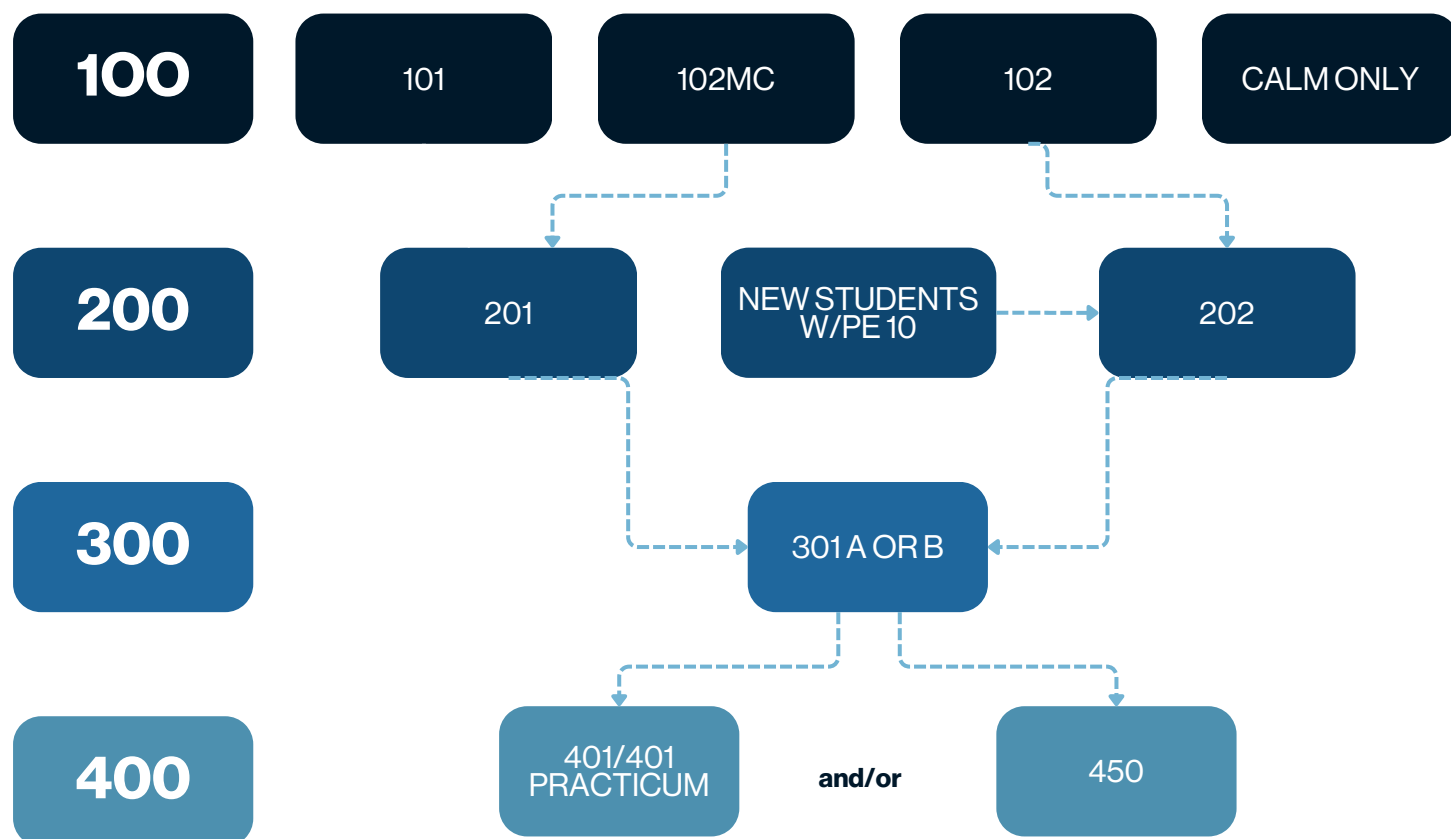 100
101
102MC
102
CALM ONLY
200
201
NEW STUDENTS
W/PE 10
202
300
301 A OR B
400
401/401
PRACTICUM
and/or
450